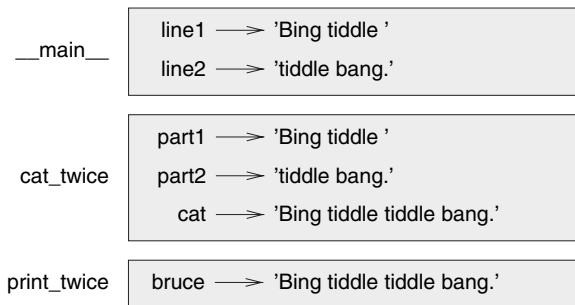 __main__
line1 → ’Bing tiddle ’
line2 → ’tiddle bang.’
cat_twice
part1 → ’Bing tiddle ’
part2 → ’tiddle bang.’
cat → ’Bing tiddle tiddle bang.’
print_twice
bruce → ’Bing tiddle tiddle bang.’